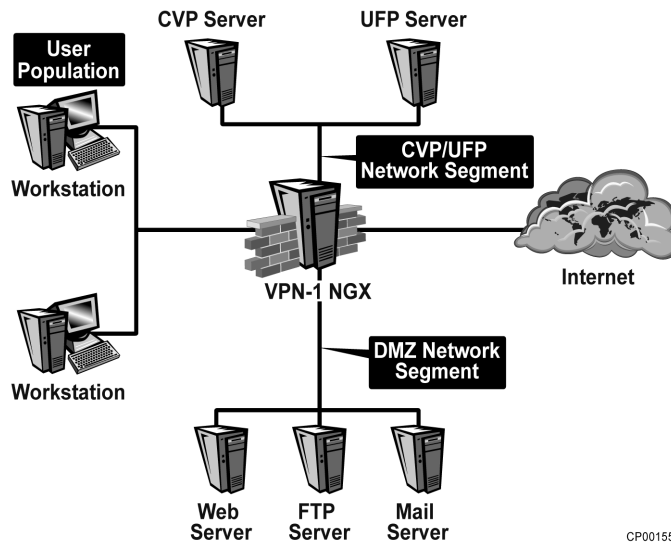 CVP Server
UFP Server
User
Population
CVP/UFP
Network Segment
Workstation
VPN-1 NGX
Internet
DMZ Network
Segment
Workstation
Web
Server
FTP
Server
Mail
Server
CP00155